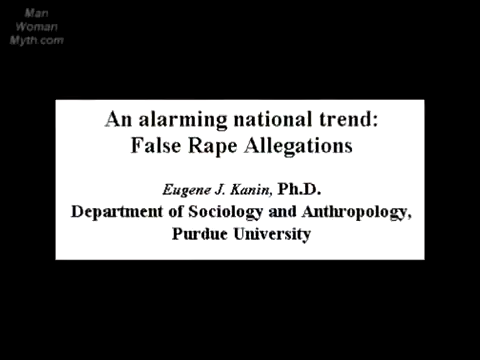 Man
Woman
Myth.com
An alarming national trend:
False Rape Allegations
Eugene J. Kanin, Ph.D.
Department of Sociology and Anthropology,
Purdue University